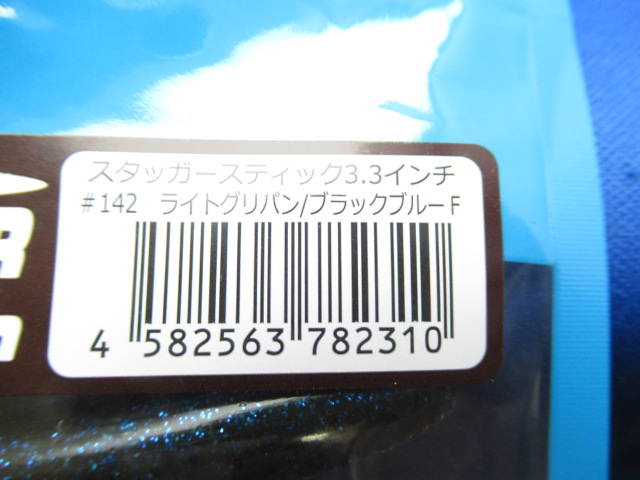 スタッガースティック3.3インチ
#142 ライトグリパン/ブラックブルーF
4 582563 782310